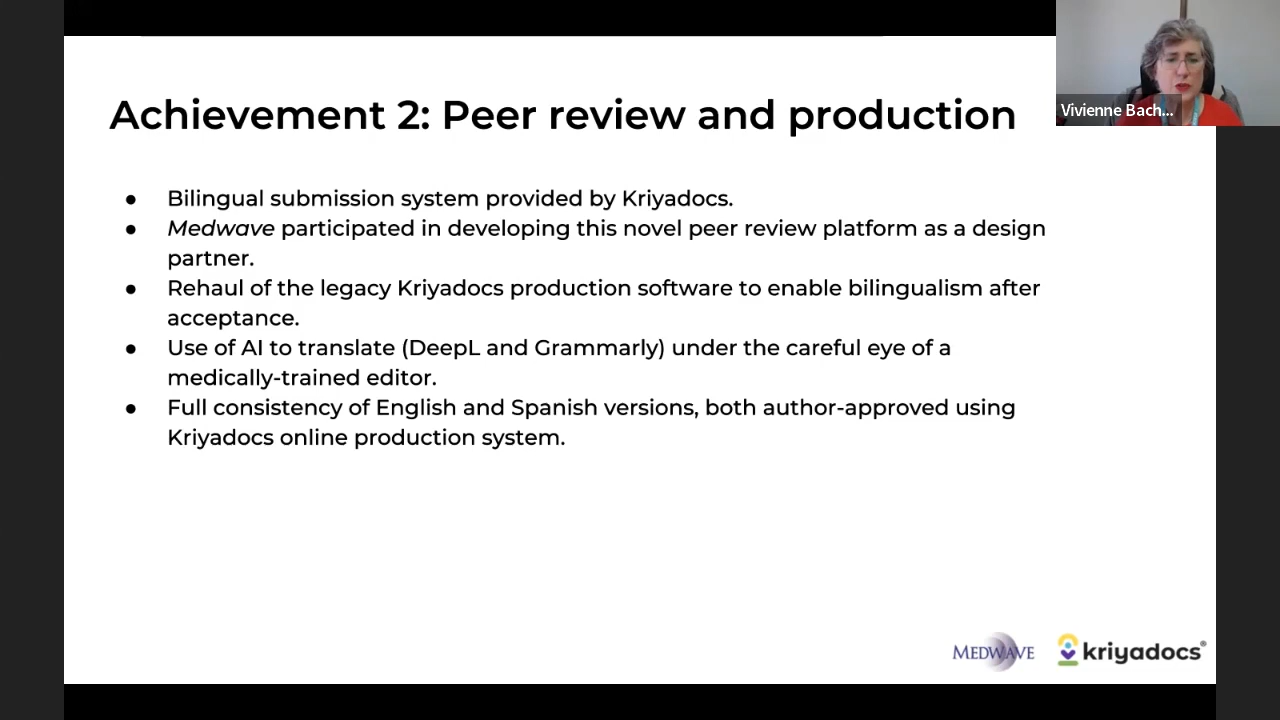 Achievement 2: Peer review and production
Vivienne Bach...
● Bilingual submission system provided by Kriyadocs.
● Medwave participated in developing this novel peer review platform as a design
partner.
● Rehaul of the legacy Kriyadocs production software to enable bilingualism after
acceptance.
● Use of AI to translate (DeepL and Grammarly) under the careful eye of a
medically-trained editor.
● Full consistency of English and Spanish versions, both author-approved using
Kriyadocs online production system.
MEDWAVE
kriyadocs®